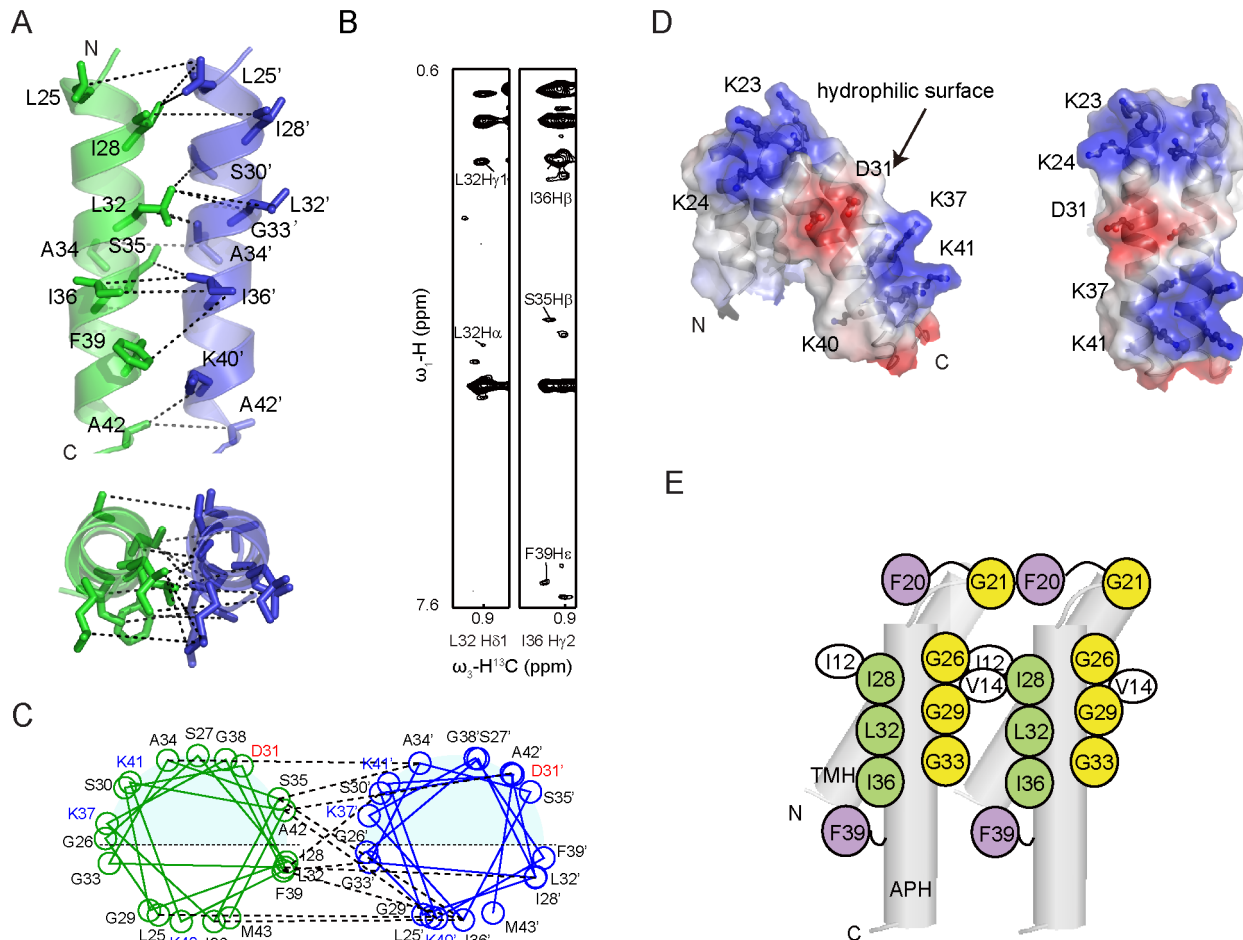 A
N
L25
L25'
I28
I28'
S30'
L32
L32'
G33'
A34
S35
A34'
I36
I36'
F39
K40'
A42
A42'
C
B
0.6
L32Hγ1
I36Hβ
S35Hβ
L32Hα
F39Hε
7.6
ω1-H (ppm)
0.9 0.9
L32 Hδ1 I36 Hγ2
ω3-H13C (ppm)
C
A34 S27 G38 D31
K41
S30
S35
K37
A42
G26
I28
G33
L32
F39
G29
L25
M43
A34' G38'S27' A42'
K41'
D31'
S30'
S35'
K37'
G26'
F39'
G33'
L32'
I28'
G29'
L25' K40' I36' M43'
D
K23
hydrophilic surface
K24
D31
K37
K41
N
K40
C
K23
K24
D31
K37
K41
E
F20 G21 F20 G21
I12 I28 G26 I12 I28 G26
V14 V14
L32 G29 L32 G29
G33 G33
TMH I36 I36
N
F39 F39
APH
C